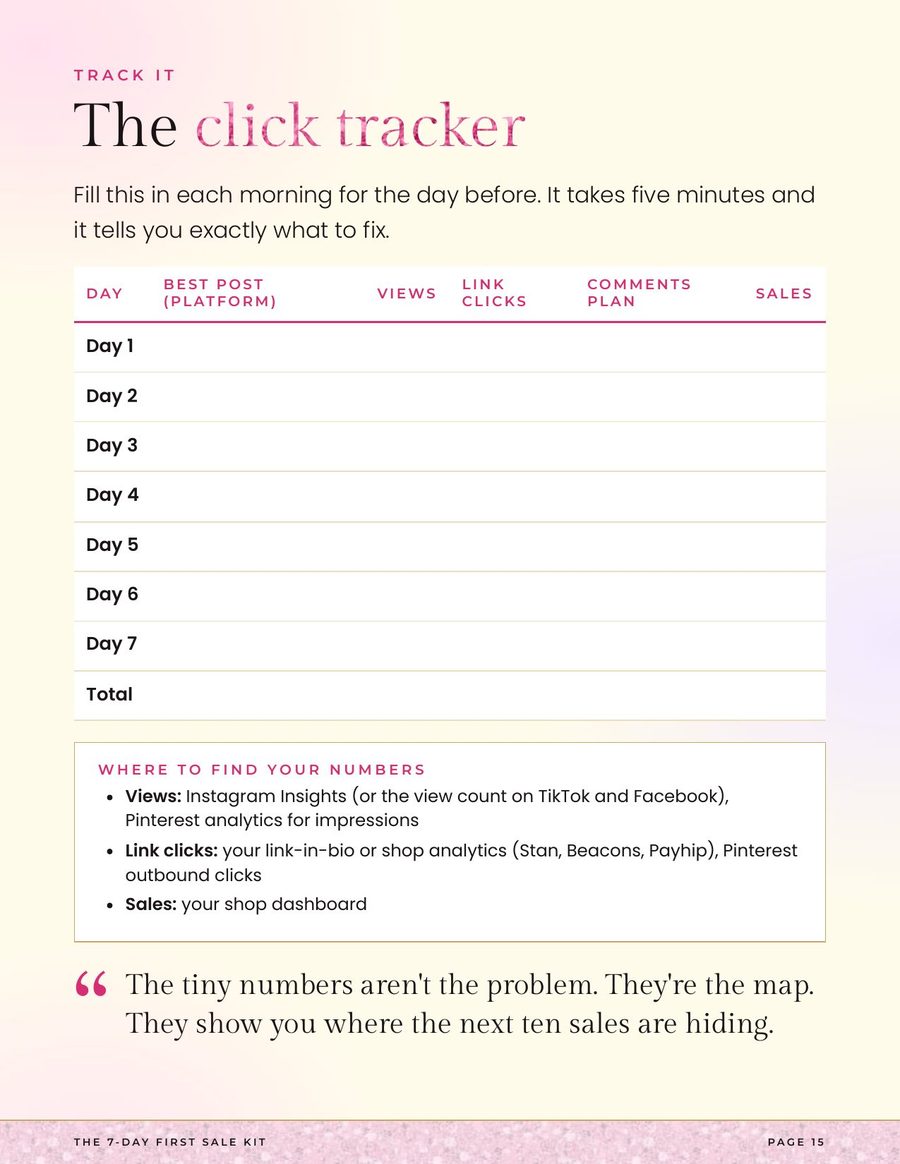 TRACK IT
The click tracker
Fill this in each morning for the day before. It takes five minutes and
it tells you exactly what to fix.
DAY BEST POST (PLATFORM) VIEWS LINK CLICKS COMMENTS PLAN SALES
Day 1
Day 2
Day 3
Day 4
Day 5
Day 6
Day 7
Total
WHERE TO FIND YOUR NUMBERS
• Views: Instagram Insights (or the view count on TikTok and Facebook),
Pinterest analytics for impressions
• Link clicks: your link-in-bio or shop analytics (Stan, Beacons, Payhip), Pinterest
outbound clicks
• Sales: your shop dashboard
“ The tiny numbers aren't the problem. They're the map.
They show you where the next ten sales are hiding.
THE 7-DAY FIRST SALE KIT PAGE 15